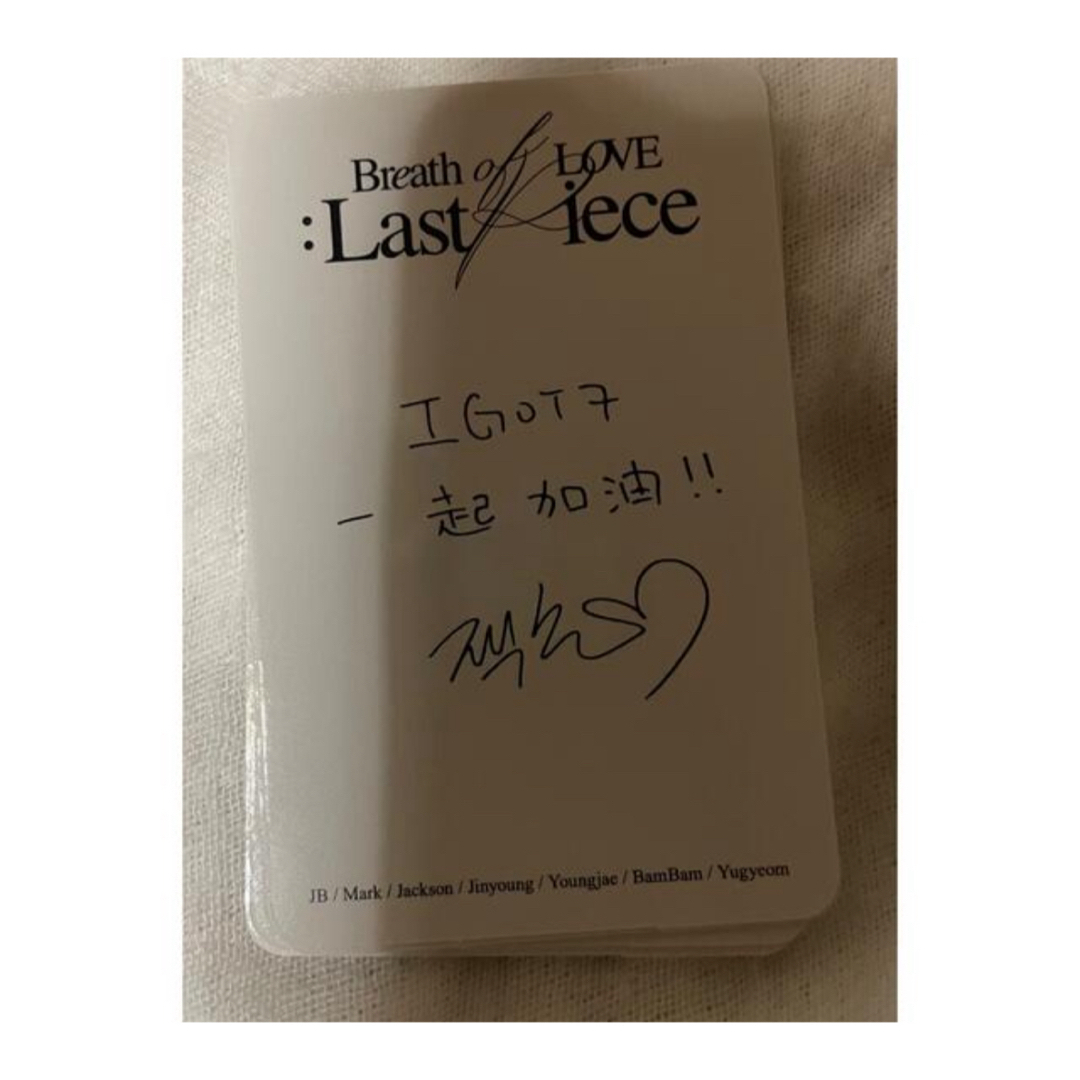 Breath of LOVE
:Last Piece
IGOT7
一起 加油!!
잭슨
JB / Mark / Jackson / Jinyoung / Youngjae / BamBam / Yugyeom